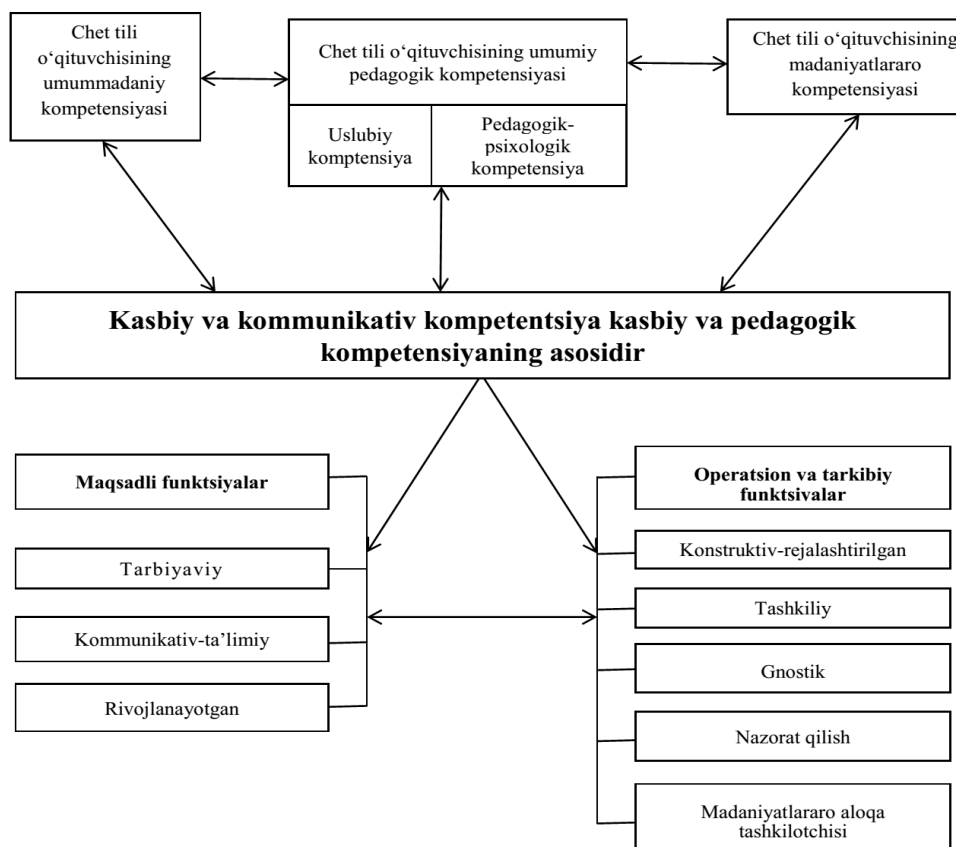 Chet tili
o‘qituvchisining
umummadaniy
kompetensiyasi
Chet tili o‘qituvchisining umumiy
pedagogik kompetensiyasi
Uslubiy
komptensiya
Pedagogik-
psixologik
kompetensiya
Chet tili o‘qituvchisining
madaniyatlararo
kompetensiyasi
Kasbiy va kommunikativ kompetentsiya kasbiy va pedagogik
kompetensiyaning asosidir
Maqsadli funktsiyalar
Tarbiyaviy
Kommunikativ-ta’limiy
Rivojlanayotgan
Operatsion va tarkibiy
funktsivalar
Konstruktiv-rejalashtirilgan
Tashkiliy
Gnostik
Nazorat qilish
Madaniyatlararo aloqa
tashkilotchisi